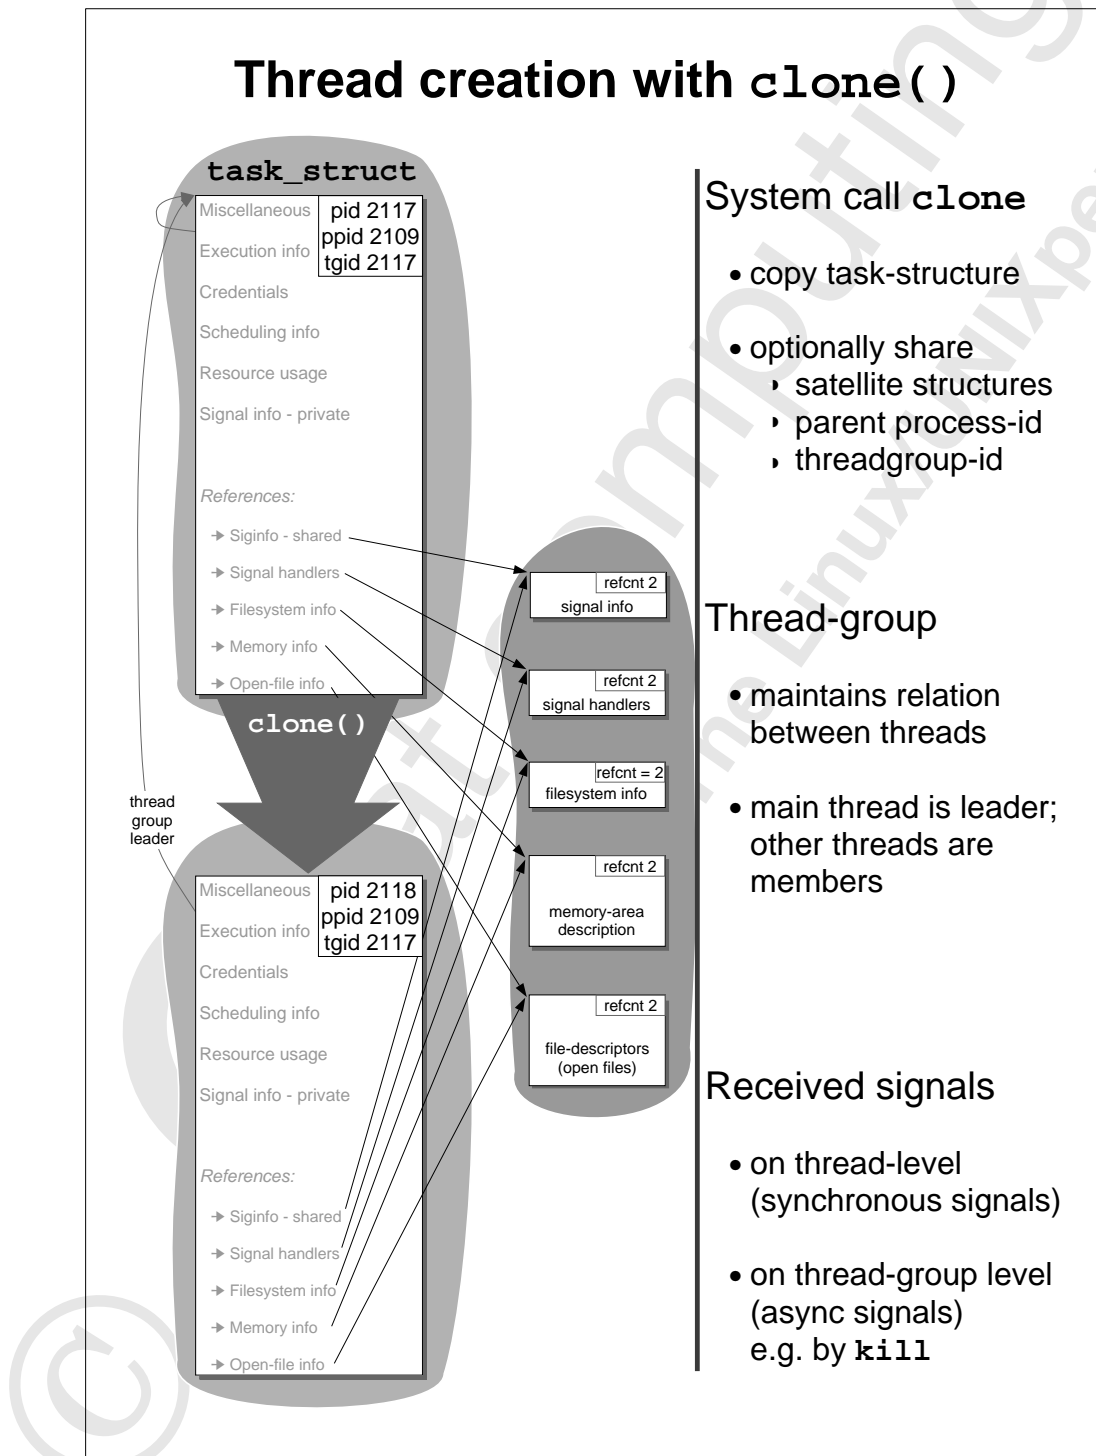 Thread creation with clone()
task_struct
Miscellaneous
pid 2117
ppid 2109
tgid 2117
Execution info
Credentials
Scheduling info
Resource usage
Signal info - private
References:
Siginfo - shared
Signal handlers
Filesystem info
Memory info
Open-file info
clone()
thread
group
leader
Miscellaneous
pid 2118
ppid 2109
tgid 2117
Execution info
Credentials
Scheduling info
Resource usage
Signal info - private
References:
Siginfo - shared
Signal handlers
Filesystem info
Memory info
Open-file info
refcnt 2
signal info
refcnt 2
signal handlers
refcnt = 2
filesystem info
refcnt 2
memory-area
description
refcnt 2
file-descriptors
(open files)
System call clone
• copy task-structure
• optionally share
satellite structures
parent process-id
threadgroup-id
Thread-group
• maintains relation
between threads
• main thread is leader;
other threads are
members
Received signals
• on thread-level
(synchronous signals)
• on thread-group level
(async signals)
e.g. by kill